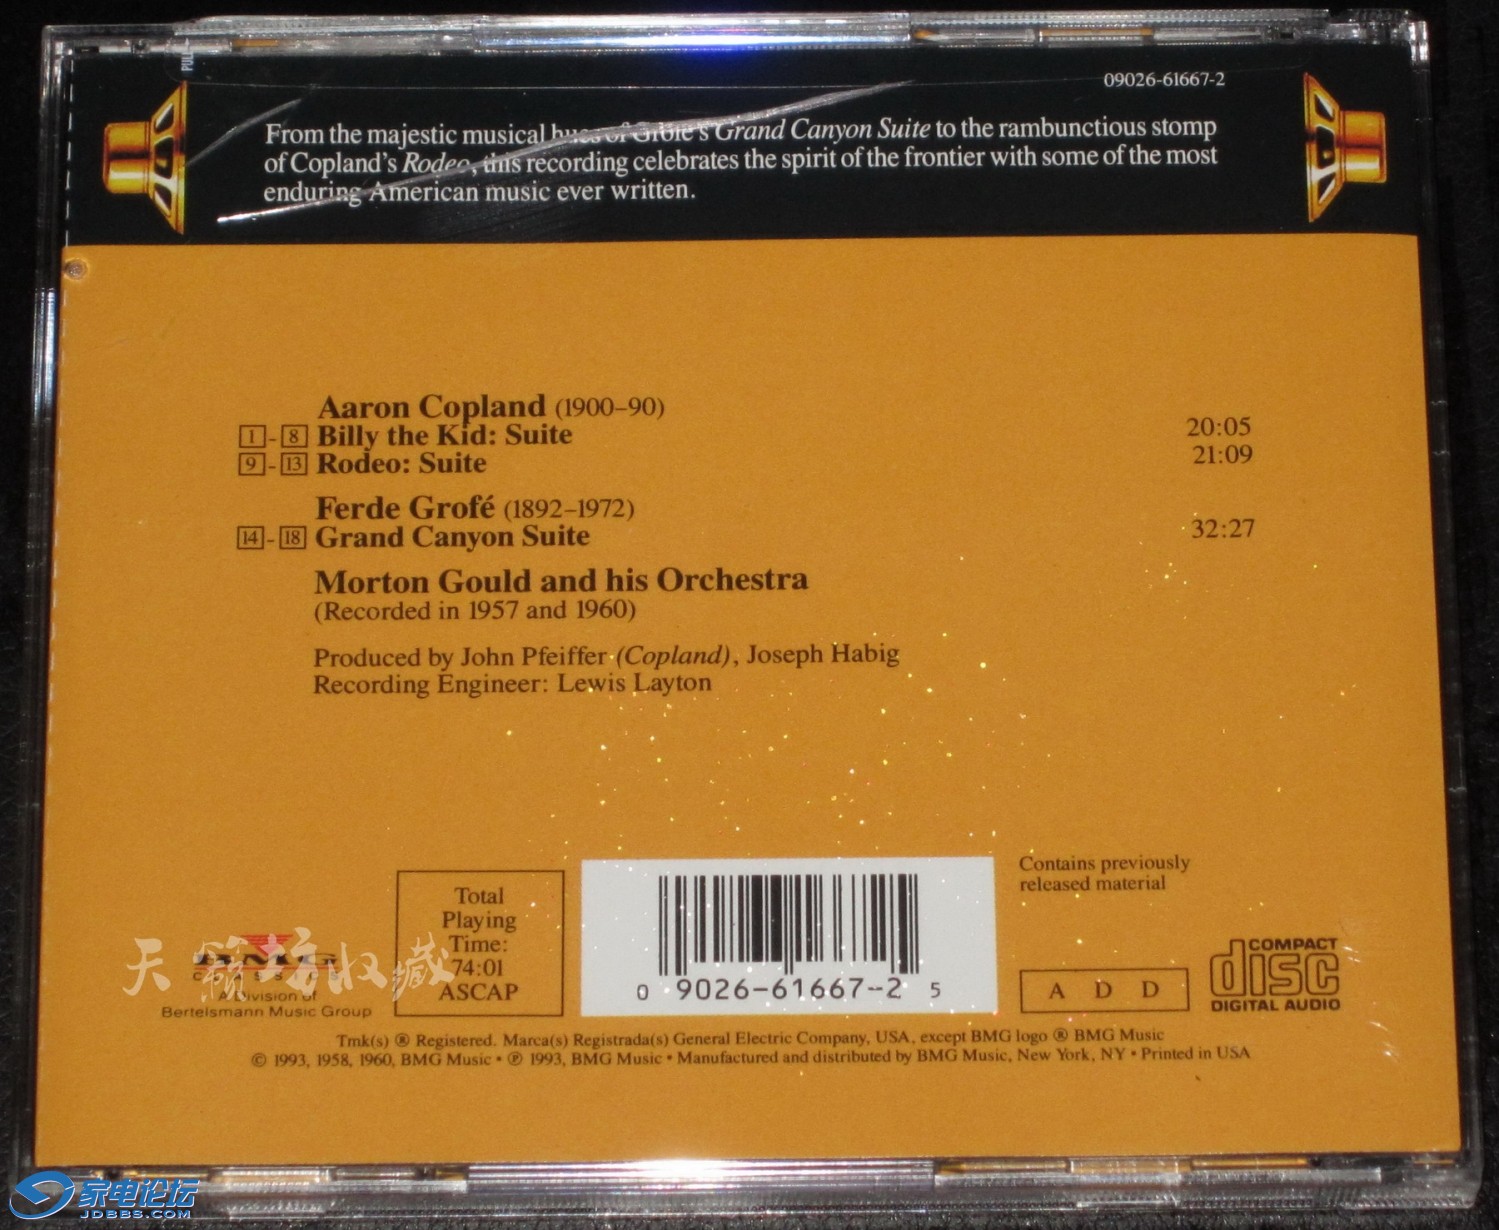 PULL
09026-61667-2
From the majestic musical hues of Grofé's Grand Canyon Suite to the rambunctious stomp
of Copland's Rodeo, this recording celebrates the spirit of the frontier with some of the most
enduring American music ever written.
Aaron Copland (1900–90)
1 - 8 Billy the Kid: Suite 20:05
9 - 13 Rodeo: Suite 21:09
Ferde Grofé (1892–1972)
14 - 18 Grand Canyon Suite 32:27
Morton Gould and his Orchestra
(Recorded in 1957 and 1960)
Produced by John Pfeiffer (Copland), Joseph Habig
Recording Engineer: Lewis Layton
天籁坊收藏
BMG
CLASSICS
A Division of
Bertelsmann Music Group
Total
Playing
Time:
74:01
ASCAP
0 9026-61667-2 5
Contains previously
released material
A D D
COMPACT
disc
DIGITAL AUDIO
Tmk(s) ® Registered. Marca(s) Registrada(s) General Electric Company, USA, except BMG logo ® BMG Music
© 1993, 1958, 1960, BMG Music • ℗ 1993, BMG Music • Manufactured and distributed by BMG Music, New York, NY • Printed in USA
家电论坛
JDBBS.COM